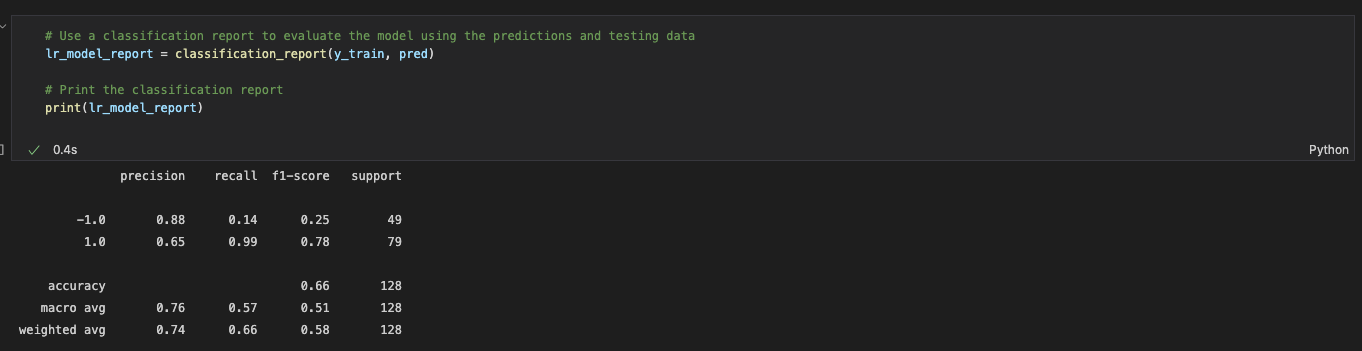 # Use a classification report to evaluate the model using the predictions and testing data
lr_model_report = classification_report(y_train, pred)
# Print the classification report
print(lr_model_report)
] ✓ 0.4s Python
precision recall f1-score support
-1.0 0.88 0.14 0.25 49
1.0 0.65 0.99 0.78 79
accuracy 0.66 128
macro avg 0.76 0.57 0.51 128
weighted avg 0.74 0.66 0.58 128